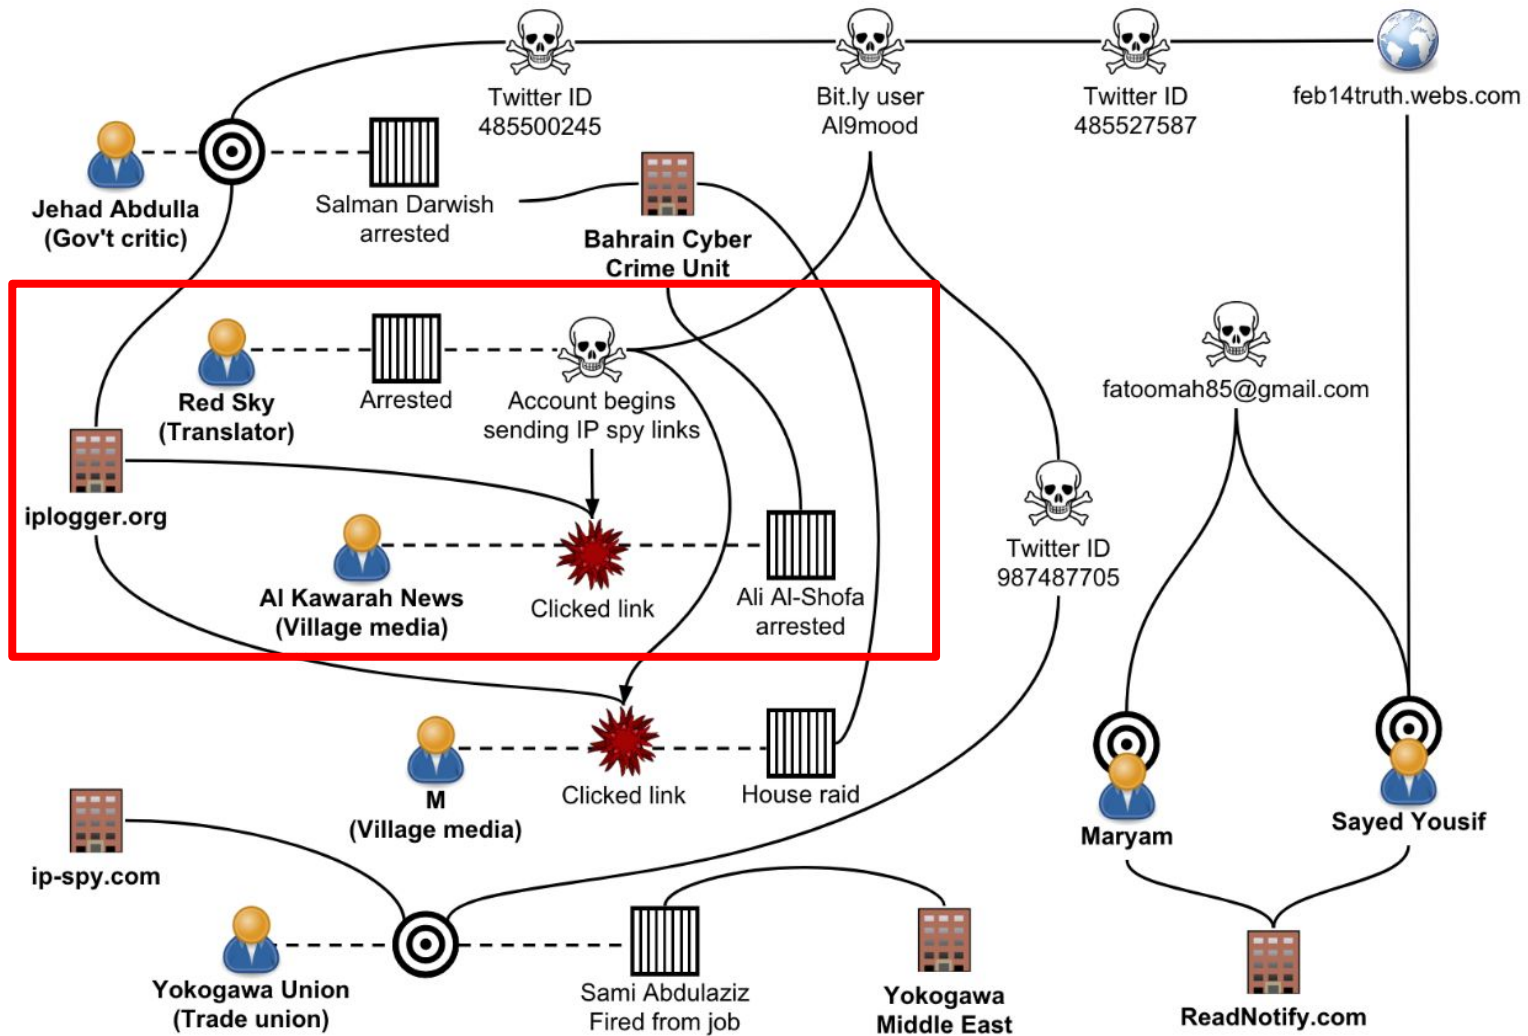 Twitter ID
485500245
Bit.ly user
Al9mood
Twitter ID
485527587
feb14truth.webs.com
Jehad Abdulla
(Gov't critic)
Salman Darwish
arrested
Bahrain Cyber
Crime Unit
Red Sky
(Translator)
Arrested
Account begins
sending IP spy links
fatoomah85@gmail.com
iplogger.org
Al Kawarah News
(Village media)
Clicked link
Ali Al-Shofa
arrested
Twitter ID
987487705
M
(Village media)
Clicked link
House raid
Maryam
Sayed Yousif
ip-spy.com
Yokogawa Union
(Trade union)
Sami Abdulaziz
Fired from job
Yokogawa
Middle East
ReadNotify.com